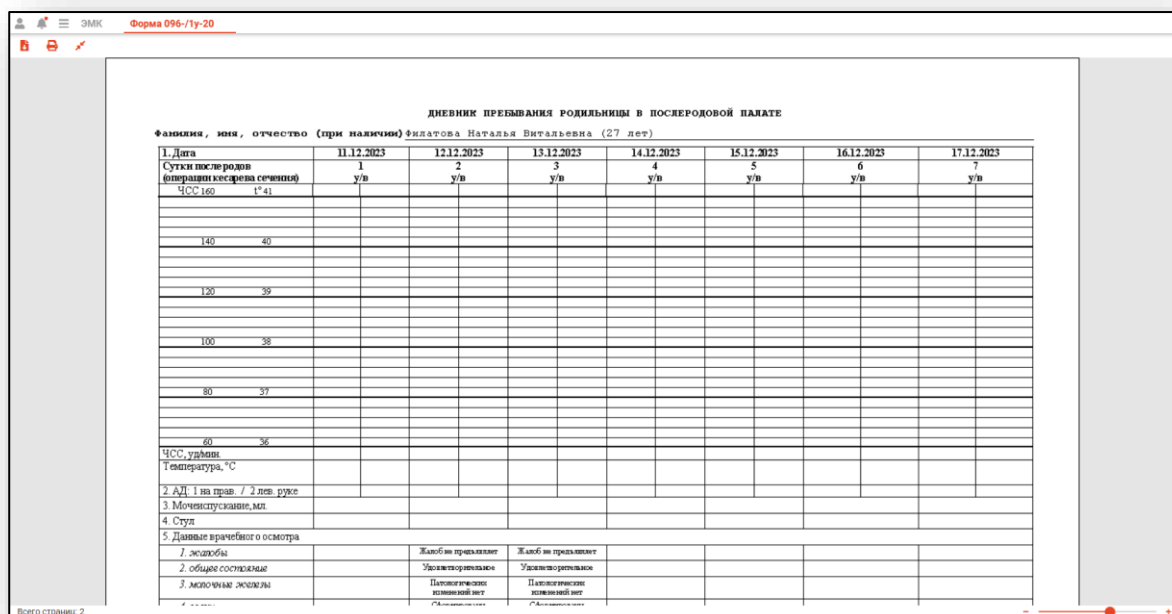 ЭМК Форма 096-/1у-20
ДНЕВНИК ПРЕБЫВАНИЯ РОДИЛЬНИЦЫ В ПОСЛЕРОДОВОЙ ПАЛАТЕ
Фамилия, имя, отчество (при наличии) Филатова Наталья Витальевна (27 лет)
1. Дата 11.12.2023 12.12.2023 13.12.2023 14.12.2023 15.12.2023 16.12.2023 17.12.2023
Сутки после родов 1 2 3 4 5 6 7
(операции кесарева сечения) у/в у/в у/в у/в у/в у/в у/в
ЧСС 160 t° 41
140 40
120 39
100 38
80 37
60 36
ЧСС, уд/мин.
Температура, °C
2. АД: 1 на прав. / 2 лев. руке
3. Мочеиспускание, мл.
4. Стул
5. Данные врачебного осмотра
1. жалобы Жалоб не предъявляет Жалоб не предъявляет
2. общее состояние Удовлетворительное Удовлетворительное
3. молочные железы Патологических Патологических
изменений нет изменений нет
Всего страниц: 2